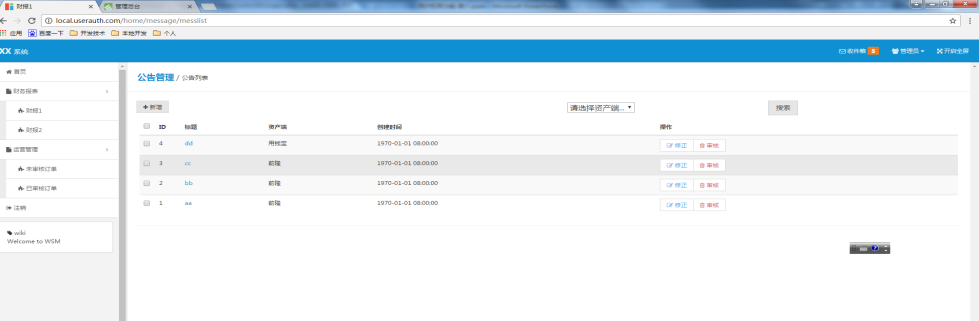 财报1
管理后台
local.userauth.com/home/message/messlist
应用 百度一下 开发技术 本地开发 个人
XX 系统 收件箱 5 管理员 开启全屏
首页
公告管理 / 公告列表
财务报表
+新增 请选择资产端... 搜索
财报1
ID 标题 资产端 创建时间 操作
财报2
4 dd 用钱宝 1970-01-01 08:00:00 修正 审核
运营管理
3 cc 前隆 1970-01-01 08:00:00 修正 审核
未审核订单
2 bb 前隆 1970-01-01 08:00:00 修正 审核
已审核订单
1 aa 前隆 1970-01-01 08:00:00 修正 审核
注销
wiki
Welcome to WSM